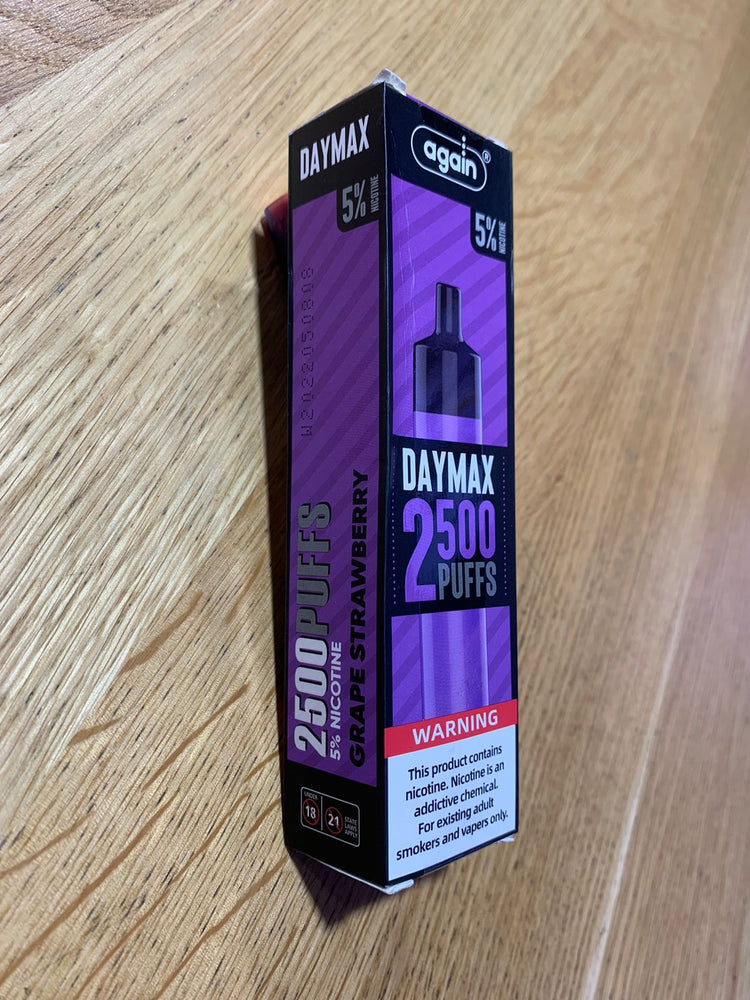 DAYMAX
5%
NICOTINE
W2022050808
2500PUFFS
5% NICOTINE
GRAPE STRAWBERRY
UNDER
18
21
STATE
LAWS
APPLY
again®
5%
NICOTINE
DAYMAX
2500
PUFFS
WARNING
This product contains
nicotine. Nicotine is an
addictive chemical.
For existing adult
smokers and vapers only.